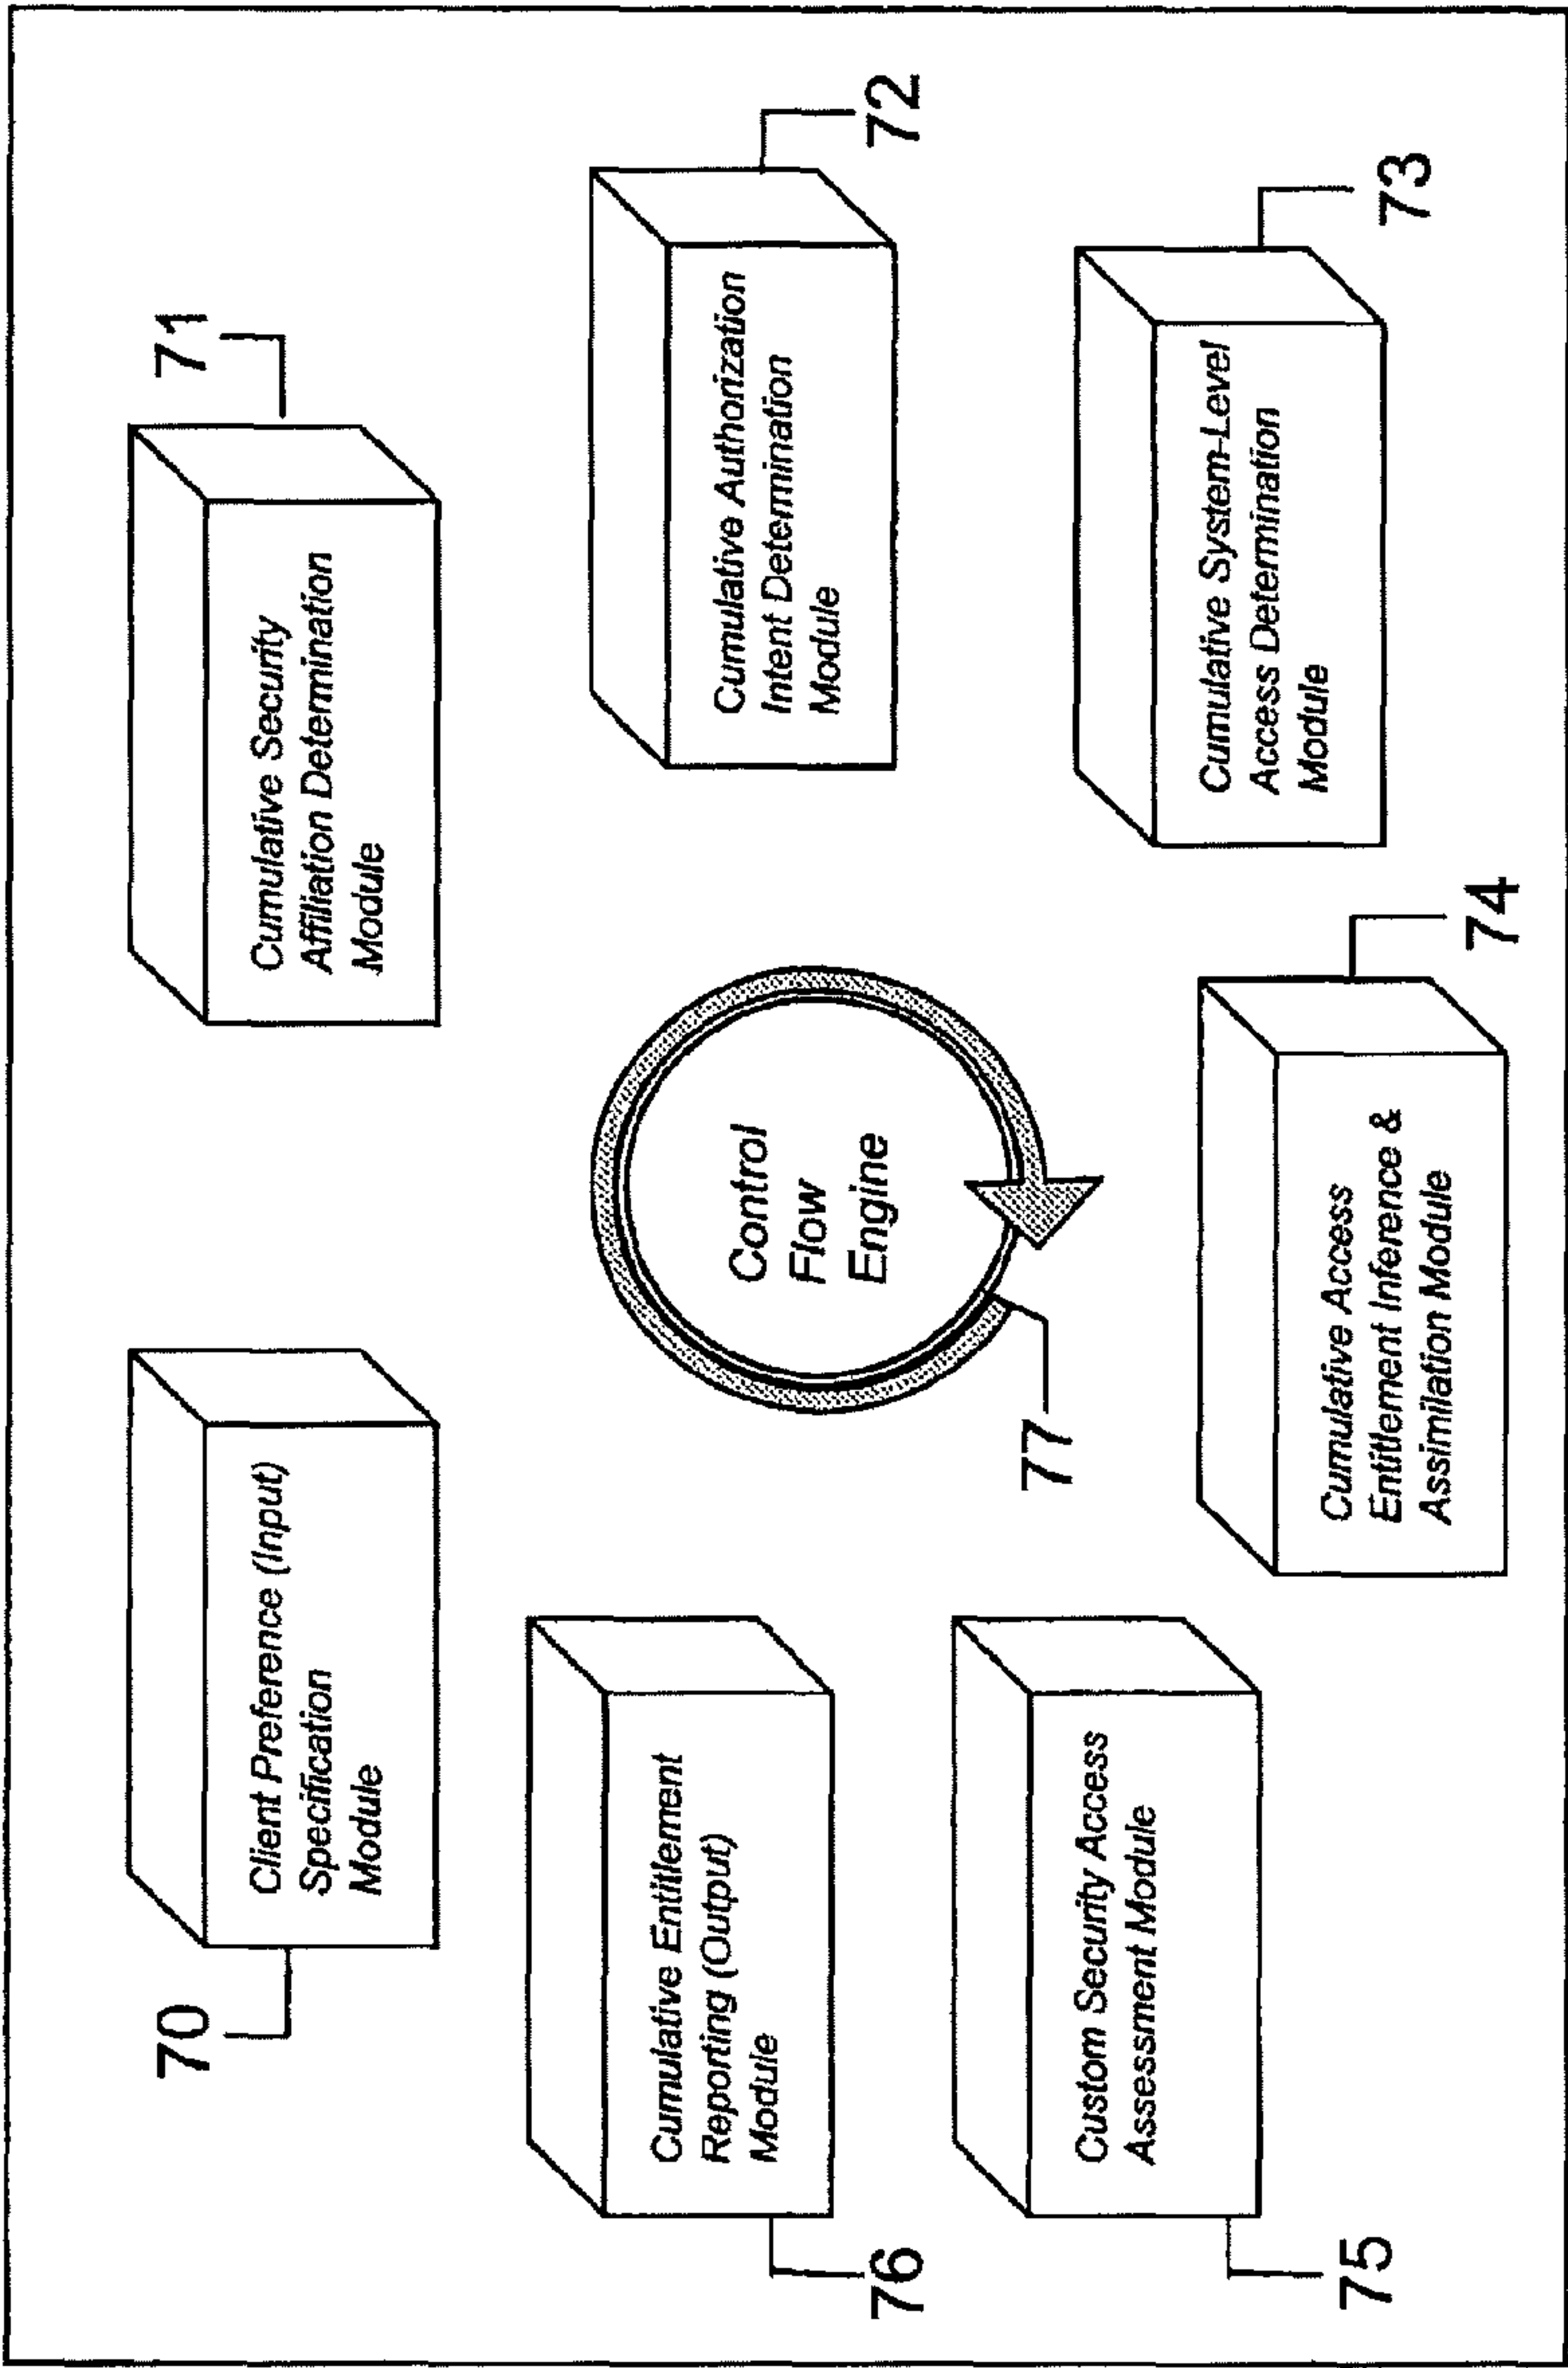 70
Client Preference (Input)
Specification
Module
71
Cumulative Security
Affiliation Determination
Module
72
Cumulative Authorization
Intent Determination
Module
73
Cumulative System-Level
Access Determination
Module
74
Cumulative Access
Entitlement Inference &
Assimilation Module
75
Custom Security Access
Assessment Module
76
Cumulative Entitlement
Reporting (Output)
Module
77
Control
Flow
Engine